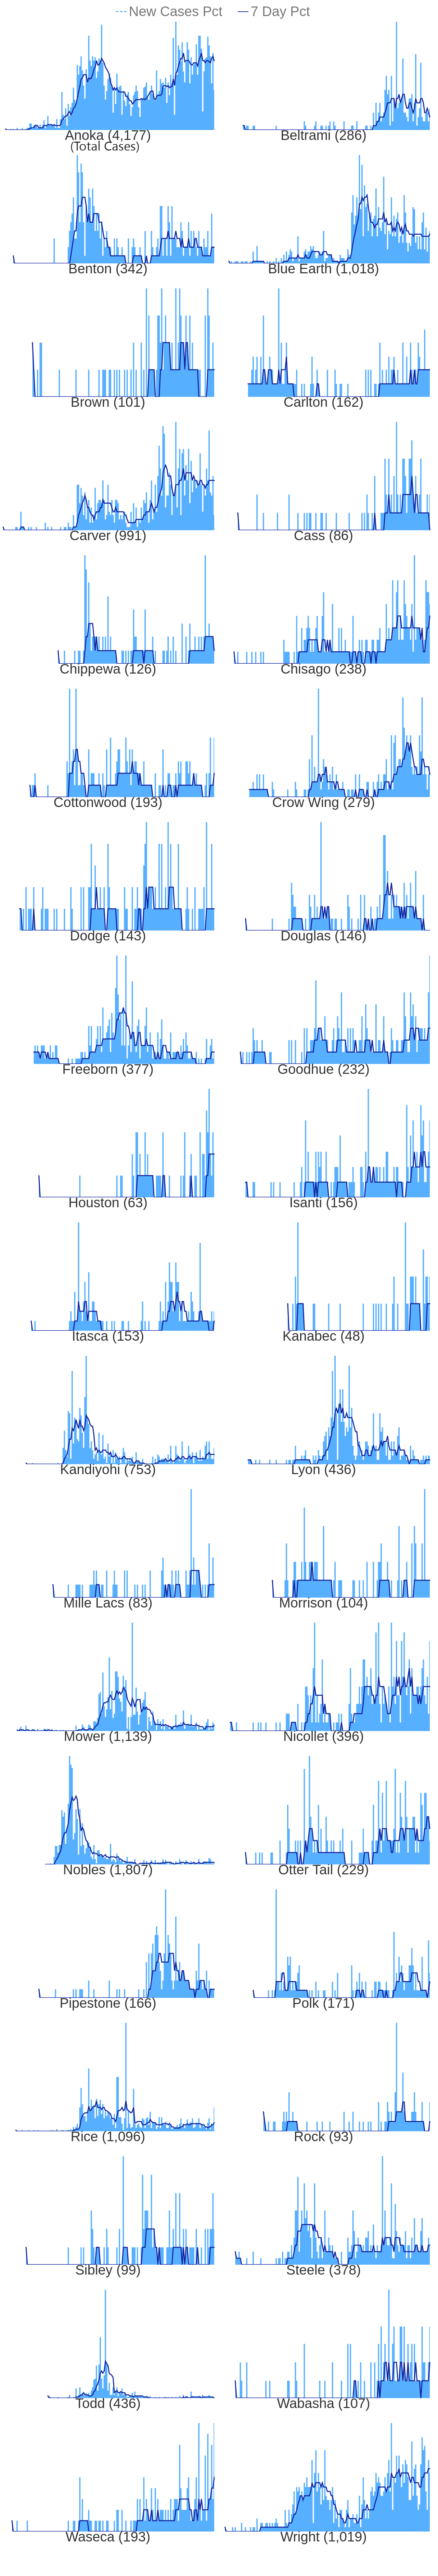 New Cases Pct 7 Day Pct
Anoka (4,177) Beltrami (286)
(Total Cases)
Benton (342) Blue Earth (1,018)
Brown (101) Carlton (162)
Carver (991) Cass (86)
Chippewa (126) Chisago (238)
Cottonwood (193) Crow Wing (279)
Dodge (143) Douglas (146)
Freeborn (377) Goodhue (232)
Houston (63) Isanti (156)
Itasca (153) Kanabec (48)
Kandiyohi (753) Lyon (436)
Mille Lacs (83) Morrison (104)
Mower (1,139) Nicollet (396)
Nobles (1,807) Otter Tail (229)
Pipestone (166) Polk (171)
Rice (1,096) Rock (93)
Sibley (99) Steele (378)
Todd (436) Wabasha (107)
Waseca (193) Wright (1,019)